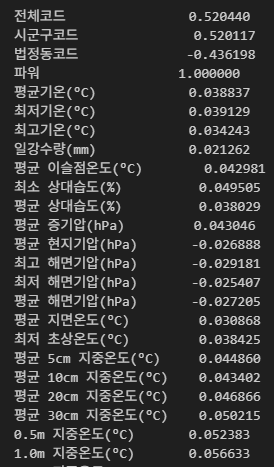 전체코드 0.520440
시군구코드 0.520117
법정동코드 -0.436198
파워 1.000000
평균기온(°C) 0.038837
최저기온(°C) 0.039129
최고기온(°C) 0.034243
일강수량(mm) 0.021262
평균 이슬점온도(°C) 0.042981
최소 상대습도(%) 0.049505
평균 상대습도(%) 0.038029
평균 증기압(hPa) 0.043046
평균 현지기압(hPa) -0.026888
최고 해면기압(hPa) -0.029181
최저 해면기압(hPa) -0.025407
평균 해면기압(hPa) -0.027205
평균 지면온도(°C) 0.030868
최저 초상온도(°C) 0.038425
평균 5cm 지중온도(°C) 0.044860
평균 10cm 지중온도(°C) 0.043402
평균 20cm 지중온도(°C) 0.046866
평균 30cm 지중온도(°C) 0.050215
0.5m 지중온도(°C) 0.052383
1.0m 지중온도(°C) 0.056633